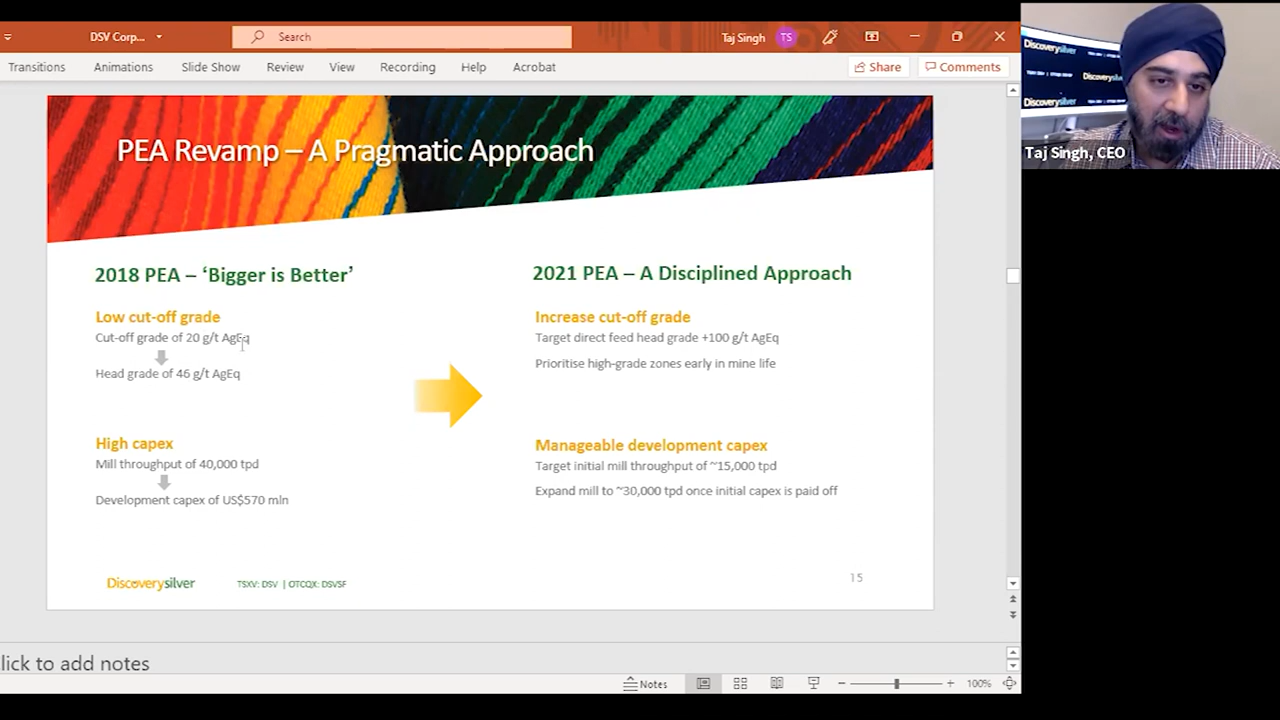 DSV Corp...
Search
Taj Singh
TS
Transitions
Animations
Slide Show
Review
View
Recording
Help
Acrobat
Share
Comments
PEA Revamp – A Pragmatic Approach
2018 PEA – ‘Bigger is Better’
Low cut-off grade
Cut-off grade of 20 g/t AgEq
Head grade of 46 g/t AgEq
High capex
Mill throughput of 40,000 tpd
Development capex of US$570 mln
2021 PEA – A Disciplined Approach
Increase cut-off grade
Target direct feed head grade +100 g/t AgEq
Prioritise high-grade zones early in mine life
Manageable development capex
Target initial mill throughput of ~15,000 tpd
Expand mill to ~30,000 tpd once initial capex is paid off
Discoverysilver
TSXV: DSV | OTCQX: DSVSF
15
lick to add notes
Notes
100%
Discoverysilver
Discoverysilver
Discoverysilver
Taj Singh, CEO